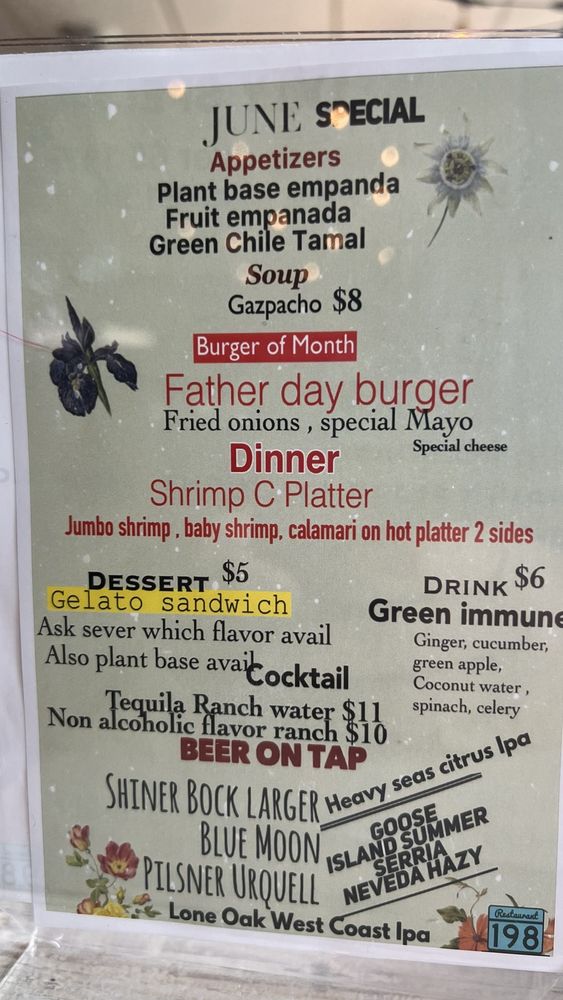 JUNE SPECIAL
Appetizers
Plant base empanda
Fruit empanada
Green Chile Tamal
Soup
Gazpacho $8
Burger of Month
Father day burger
Fried onions , special Mayo
Special cheese
Dinner
Shrimp C Platter
Jumbo shrimp , baby shrimp, calamari on hot platter 2 sides
DESSERT $5
Gelato sandwich
Ask sever which flavor avail
Also plant base avail
DRINK $6
Green immune
Ginger, cucumber,
green apple,
Coconut water ,
spinach, celery
Cocktail
Tequila Ranch water $11
Non alcoholic flavor ranch $10
BEER ON TAP
SHINER BOCK LARGER
BLUE MOON
PILSNER URQUELL
Heavy seas citrus Ipa
GOOSE
ISLAND SUMMER
SERRIA
NEVEDA HAZY
Lone Oak West Coast Ipa
Restaurant
198